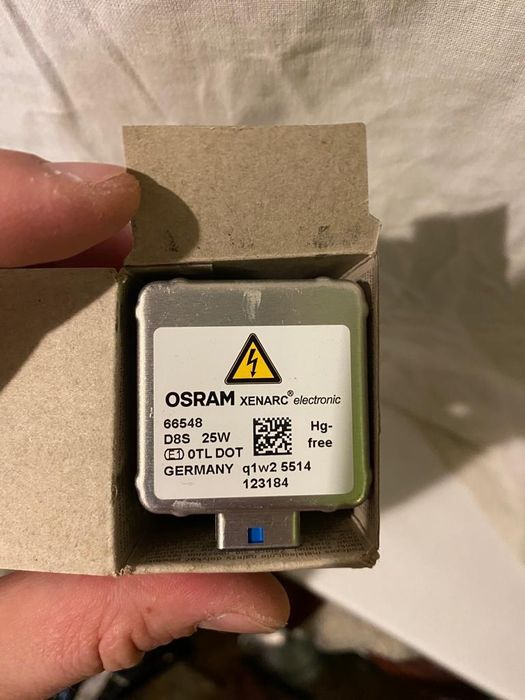 OSRAM XENARC® electronic
66548
D8S 25W
Hg-
free
E1 0TL DOT
GERMANY q1w2 5514
123184